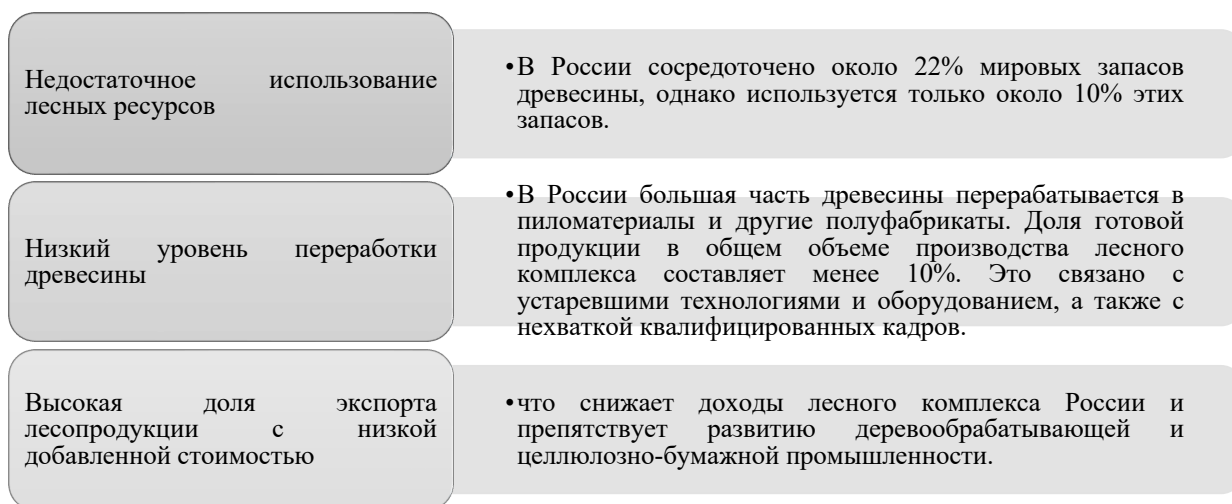 Недостаточное использование
лесных ресурсов
•В России сосредоточено около 22% мировых запасов
древесины, однако используется только около 10% этих
запасов.
Низкий уровень переработки
древесины
•В России большая часть древесины перерабатывается в
пиломатериалы и другие полуфабрикаты. Доля готовой
продукции в общем объеме производства лесного
комплекса составляет менее 10%. Это связано с
устаревшими технологиями и оборудованием, а также с
нехваткой квалифицированных кадров.
Высокая доля экспорта
лесопродукции с низкой
добавленной стоимостью
•что снижает доходы лесного комплекса России и
препятствует развитию деревообрабатывающей и
целлюлозно-бумажной промышленности.